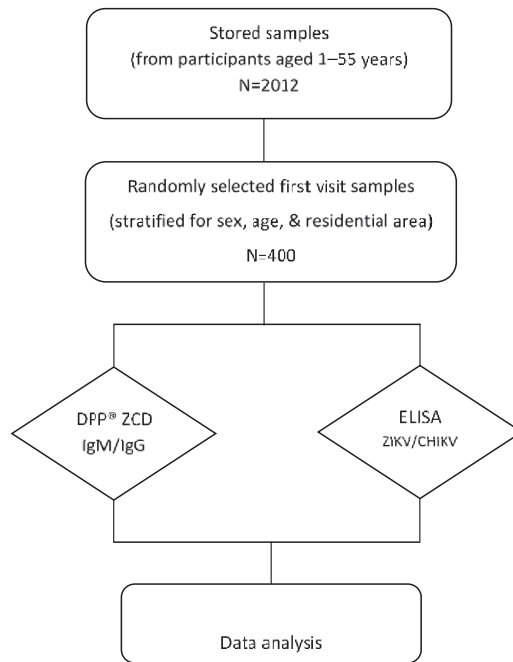 Stored samples
(from participants aged 1–55 years)
N=2012
Randomly selected first visit samples
(stratified for sex, age, & residential area)
N=400
DPP® ZCD
IgM/IgG
ELISA
ZIKV/CHIKV
Data analysis